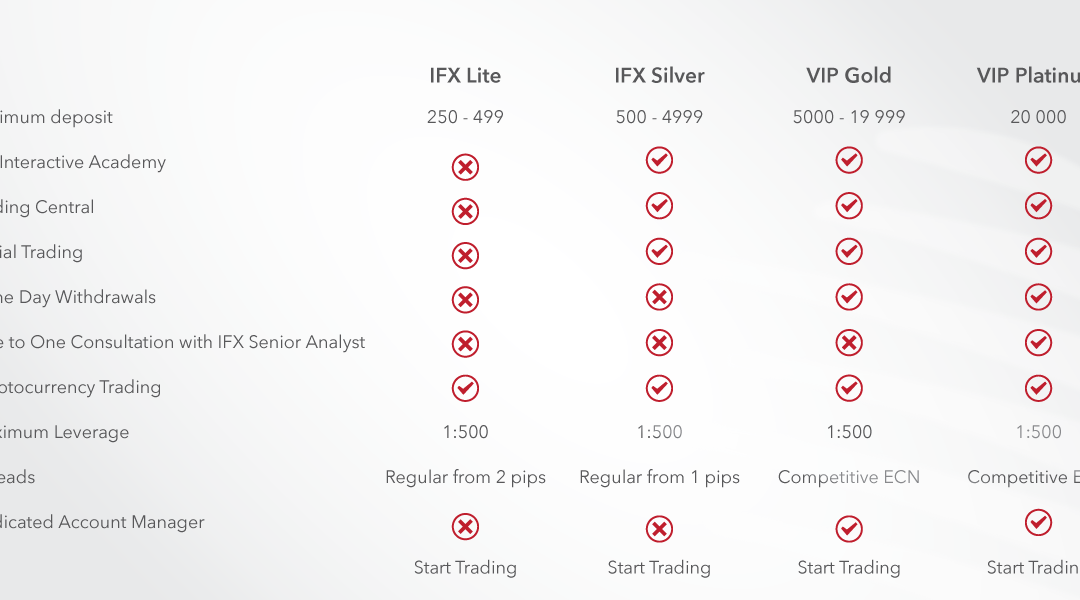 IFX Lite IFX Silver VIP Gold VIP Platinu
imum deposit 250 - 499 500 - 4999 5000 - 19 999 20 000
Interactive Academy
ding Central
ial Trading
ne Day Withdrawals
e to One Consultation with IFX Senior Analyst
otocurrency Trading
ximum Leverage 1:500 1:500 1:500 1:500
eads Regular from 2 pips Regular from 1 pips Competitive ECN Competitive E
dicated Account Manager
Start Trading Start Trading Start Trading Start Tradin